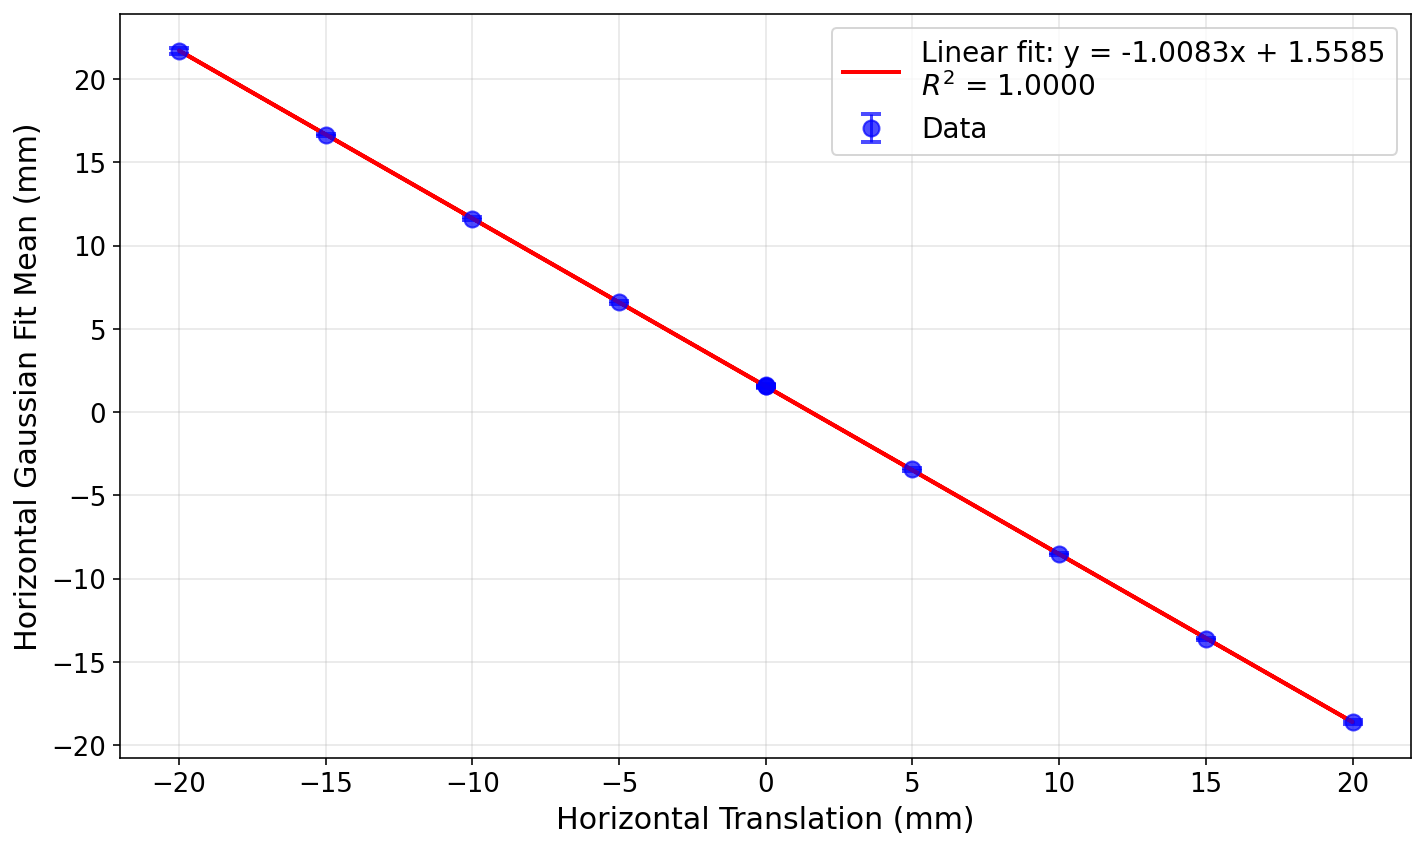 Linear fit: y = -1.0083x + 1.5585
R² = 1.0000
Data
Horizontal Gaussian Fit Mean (mm)
20
15
10
5
0
−5
−10
−15
−20
−20 −15 −10 −5 0 5 10 15 20
Horizontal Translation (mm)